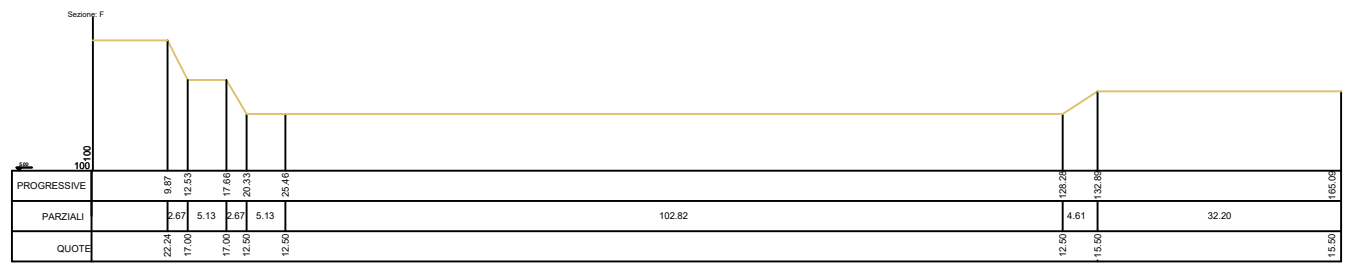 Sezione: F
100
100
5.00
PROGRESSIVE 9.87 12.53 17.66 20.33 25.46 128.28 132.89 165.09
PARZIALI 2.67 5.13 2.67 5.13 102.82 4.61 32.20
QUOTE 22.24 17.00 17.00 12.50 12.50 12.50 15.50 15.50